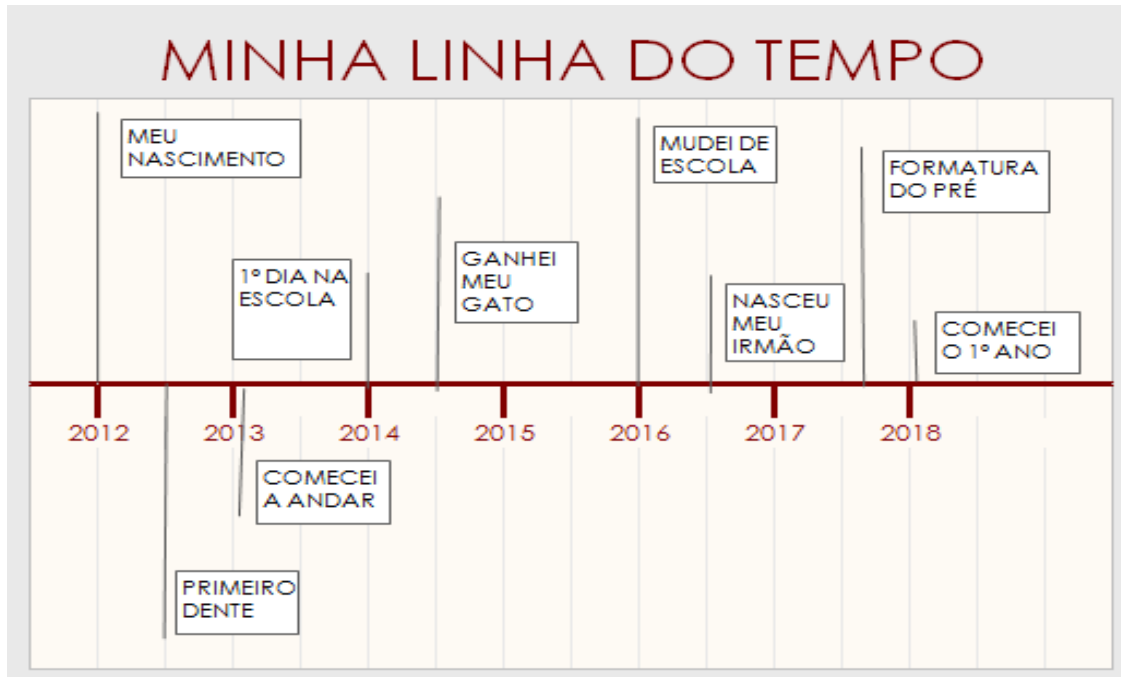 MINHA LINHA DO TEMPO
MEU
NASCIMENTO
1º DIA NA
ESCOLA
GANHEI
MEU
GATO
MUDEI DE
ESCOLA
NASCEU
MEU
IRMÃO
FORMATURA
DO PRÉ
COMECEI
O 1º ANO
2012 2013 2014 2015 2016 2017 2018
COMECEI
A ANDAR
PRIMEIRO
DENTE